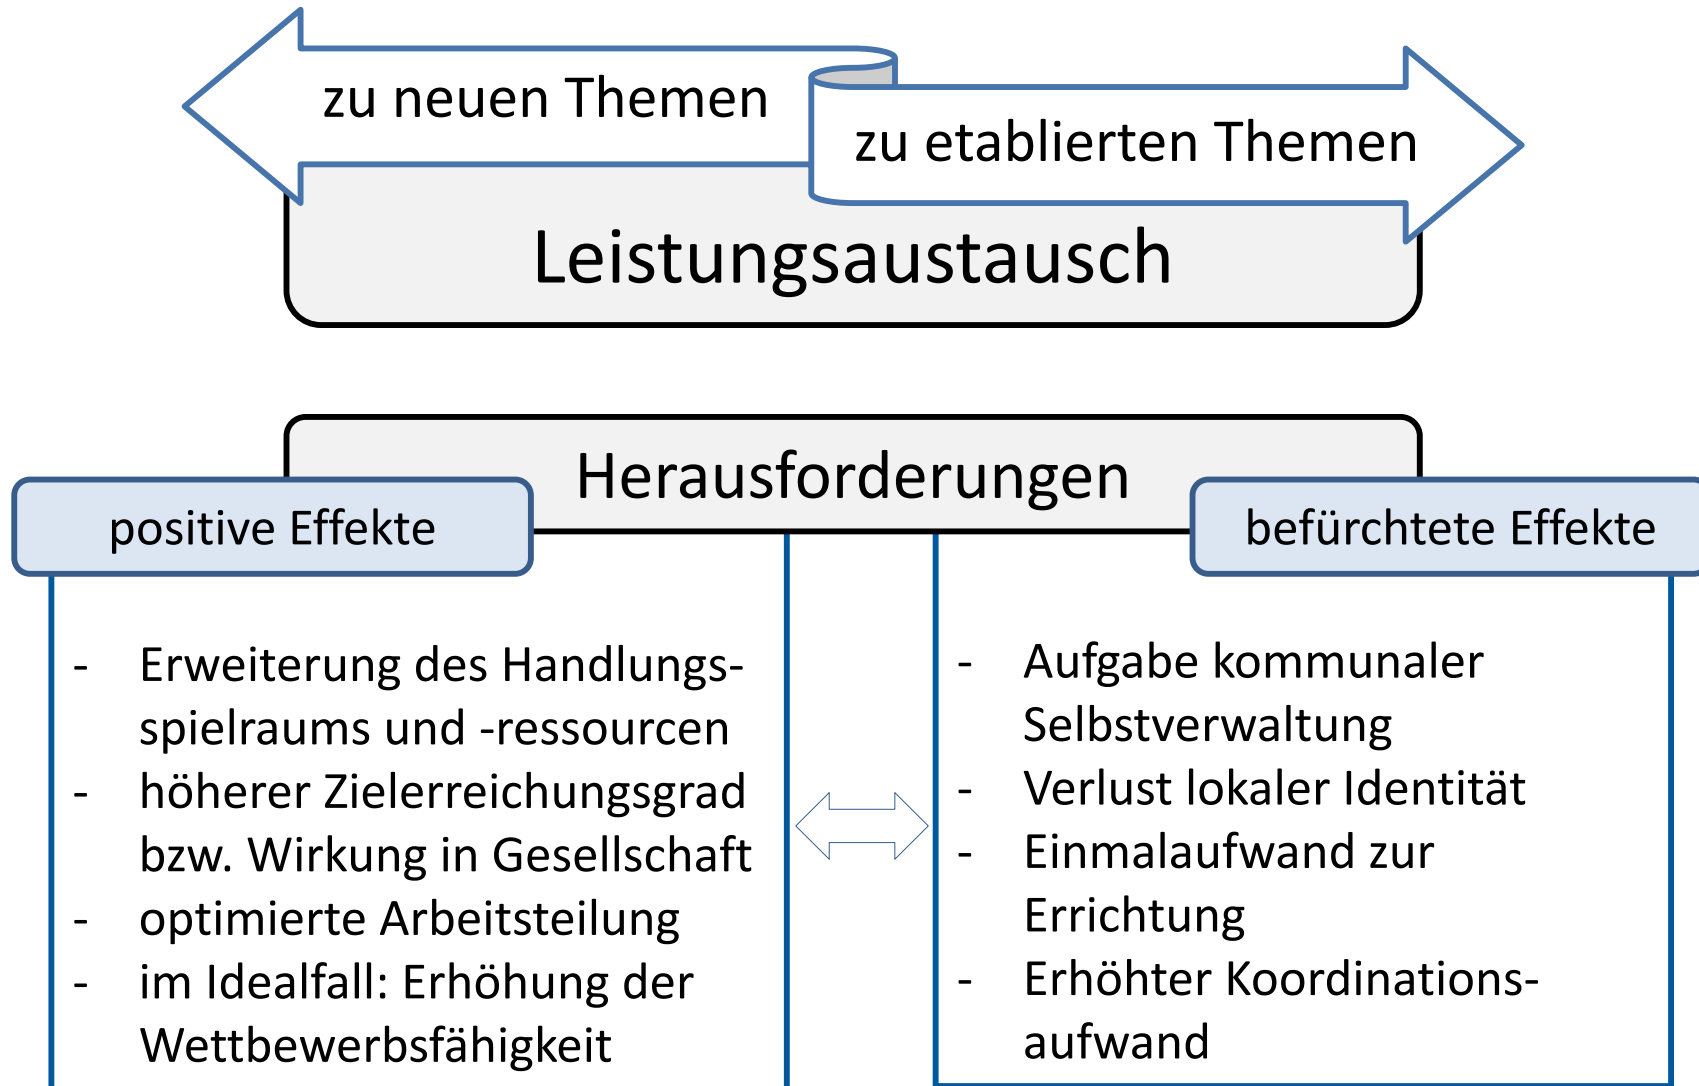 zu neuen Themen
zu etablierten Themen
Leistungsaustausch
Herausforderungen
positive Effekte
- Erweiterung des Handlungs-
spielraums und -ressourcen
- höherer Zielerreichungsgrad
bzw. Wirkung in Gesellschaft
- optimierte Arbeitsteilung
- im Idealfall: Erhöhung der
Wettbewerbsfähigkeit
befürchtete Effekte
- Aufgabe kommunaler
Selbstverwaltung
- Verlust lokaler Identität
- Einmalaufwand zur
Errichtung
- Erhöhter Koordinations-
aufwand